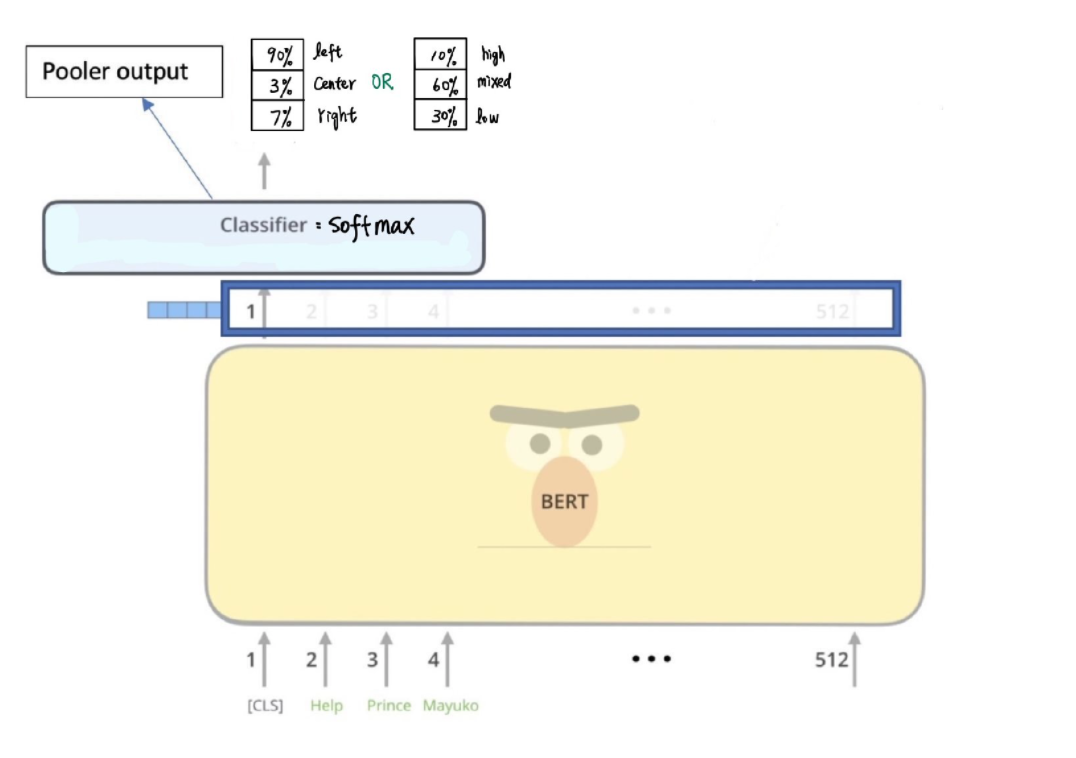 Pooler output
90% left
3% Center
7% right
OR
10% high
60% mixed
30% low
Classifier = Softmax
1 2 3 4 ••• 512
BERT
1 2 3 4 ••• 512
[CLS] Help Prince Mayuko